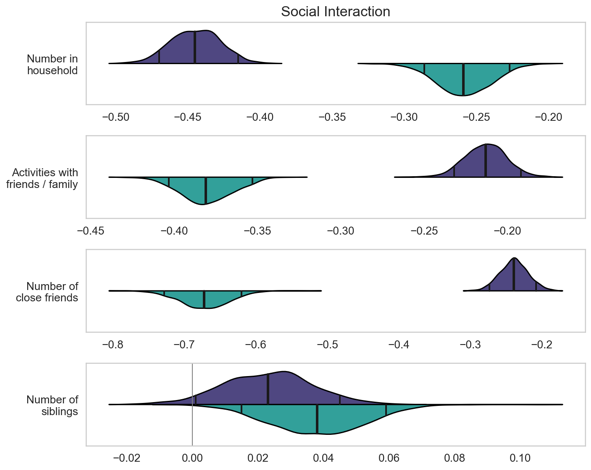 Social Interaction
Number in
household
−0.50 −0.45 −0.40 −0.35 −0.30 −0.25 −0.20
Activities with
friends / family
−0.45 −0.40 −0.35 −0.30 −0.25 −0.20
Number of
close friends
−0.8 −0.7 −0.6 −0.5 −0.4 −0.3 −0.2
Number of
siblings
−0.02 0.00 0.02 0.04 0.06 0.08 0.10